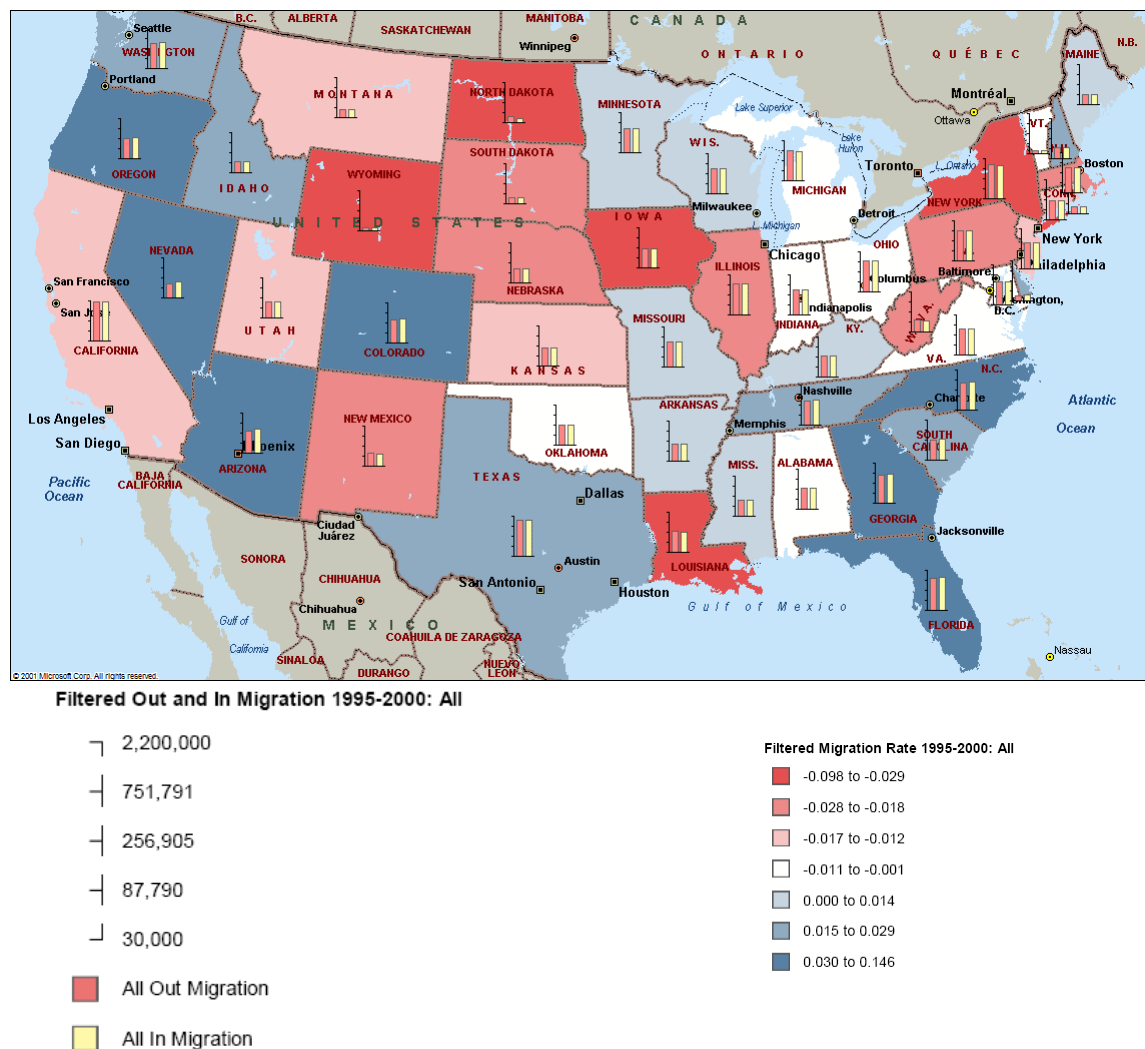 B.C.
ALBERTA
SASKATCHEWAN
MANITOBA
Winnipeg
C A N A D A
O N T A R I O
Q U É B E C
N.B.
Seattle
WASHINGTON
Portland
OREGON
IDAHO
MONTANA
NORTH DAKOTA
SOUTH DAKOTA
WYOMING
MINNESOTA
WIS.
Lake Superior
Lake
Huron
Montréal
Ottawa
MAINE
VT.
Toronto
L. Ontario
Boston
NEW YORK
CONN.
New York
Philadelphia
MICHIGAN
Milwaukee
L. Michigan
Detroit
Chicago
UNITED STATES
NEVADA
San Francisco
San Jose
CALIFORNIA
UTAH
COLORADO
NEBRASKA
IOWA
ILLINOIS
INDIANA
Indianapolis
OHIO
Columbus
Baltimore
Washington,
D.C.
W. VA.
VA.
KY.
MISSOURI
KANSAS
Los Angeles
San Diego
Phoenix
ARIZONA
NEW MEXICO
OKLAHOMA
ARKANSAS
Nashville
Memphis
N.C.
Charlotte
SOUTH
CAROLINA
Atlantic
Ocean
Pacific
Ocean
BAJA
CALIFORNIA
TEXAS
Dallas
MISS.
ALABAMA
GEORGIA
Jacksonville
Ciudad
Juárez
SONORA
CHIHUAHUA
Chihuahua
Austin
San Antonio
Houston
LOUISIANA
Gulf of Mexico
FLORIDA
Gulf of
California
MEXICO
COAHUILA DE ZARAGOZA
SINALOA
DURANGO
NUEVO
LEON
Nassau
© 2001 Microsoft Corp. All rights reserved.
Filtered Out and In Migration 1995-2000: All
2,200,000
751,791
256,905
87,790
30,000
All Out Migration
All In Migration
Filtered Migration Rate 1995-2000: All
-0.098 to -0.029
-0.028 to -0.018
-0.017 to -0.012
-0.011 to -0.001
0.000 to 0.014
0.015 to 0.029
0.030 to 0.146